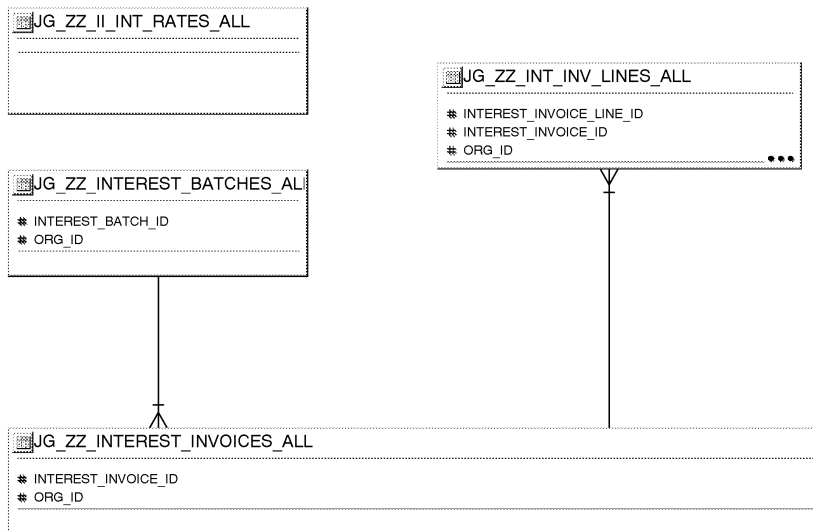 JG_ZZ_II_INT_RATES_ALL
JG_ZZ_INT_INV_LINES_ALL
# INTEREST_INVOICE_LINE_ID
# INTEREST_INVOICE_ID
# ORG_ID
JG_ZZ_INTEREST_BATCHES_AL
# INTEREST_BATCH_ID
# ORG_ID
JG_ZZ_INTEREST_INVOICES_ALL
# INTEREST_INVOICE_ID
# ORG_ID